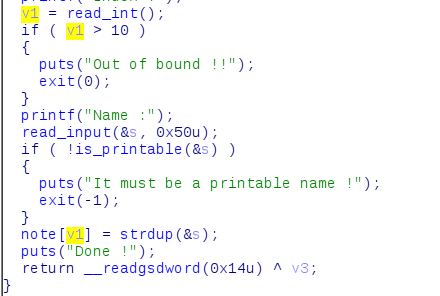 v1 = read_int();
if ( v1 > 10 )
{
puts("Out of bound !!");
exit(0);
}
printf("Name :");
read_input(&s, 0x50u);
if ( !is_printable(&s) )
{
puts("It must be a printable name !");
exit(-1);
}
note[v1] = strdup(&s);
puts("Done !");
return __readgsdword(0x14u) ^ v3;
}